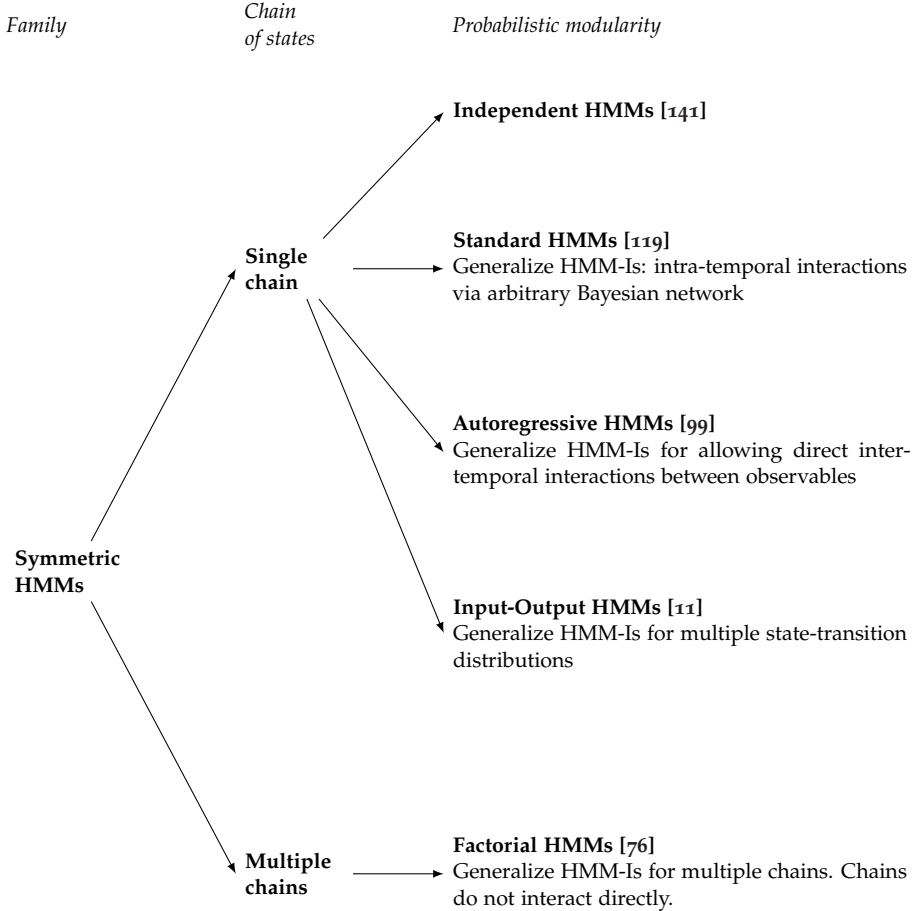 Family
Chain
of states
Probabilistic modularity
Independent HMMs [141]
Single
chain
Standard HMMs [119]
Generalize HMM-Is: intra-temporal interactions
via arbitrary Bayesian network
Autoregressive HMMs [99]
Generalize HMM-Is for allowing direct inter-
temporal interactions between observables
Symmetric
HMMs
Input-Output HMMs [11]
Generalize HMM-Is for multiple state-transition
distributions
Multiple
chains
Factorial HMMs [76]
Generalize HMM-Is for multiple chains. Chains
do not interact directly.